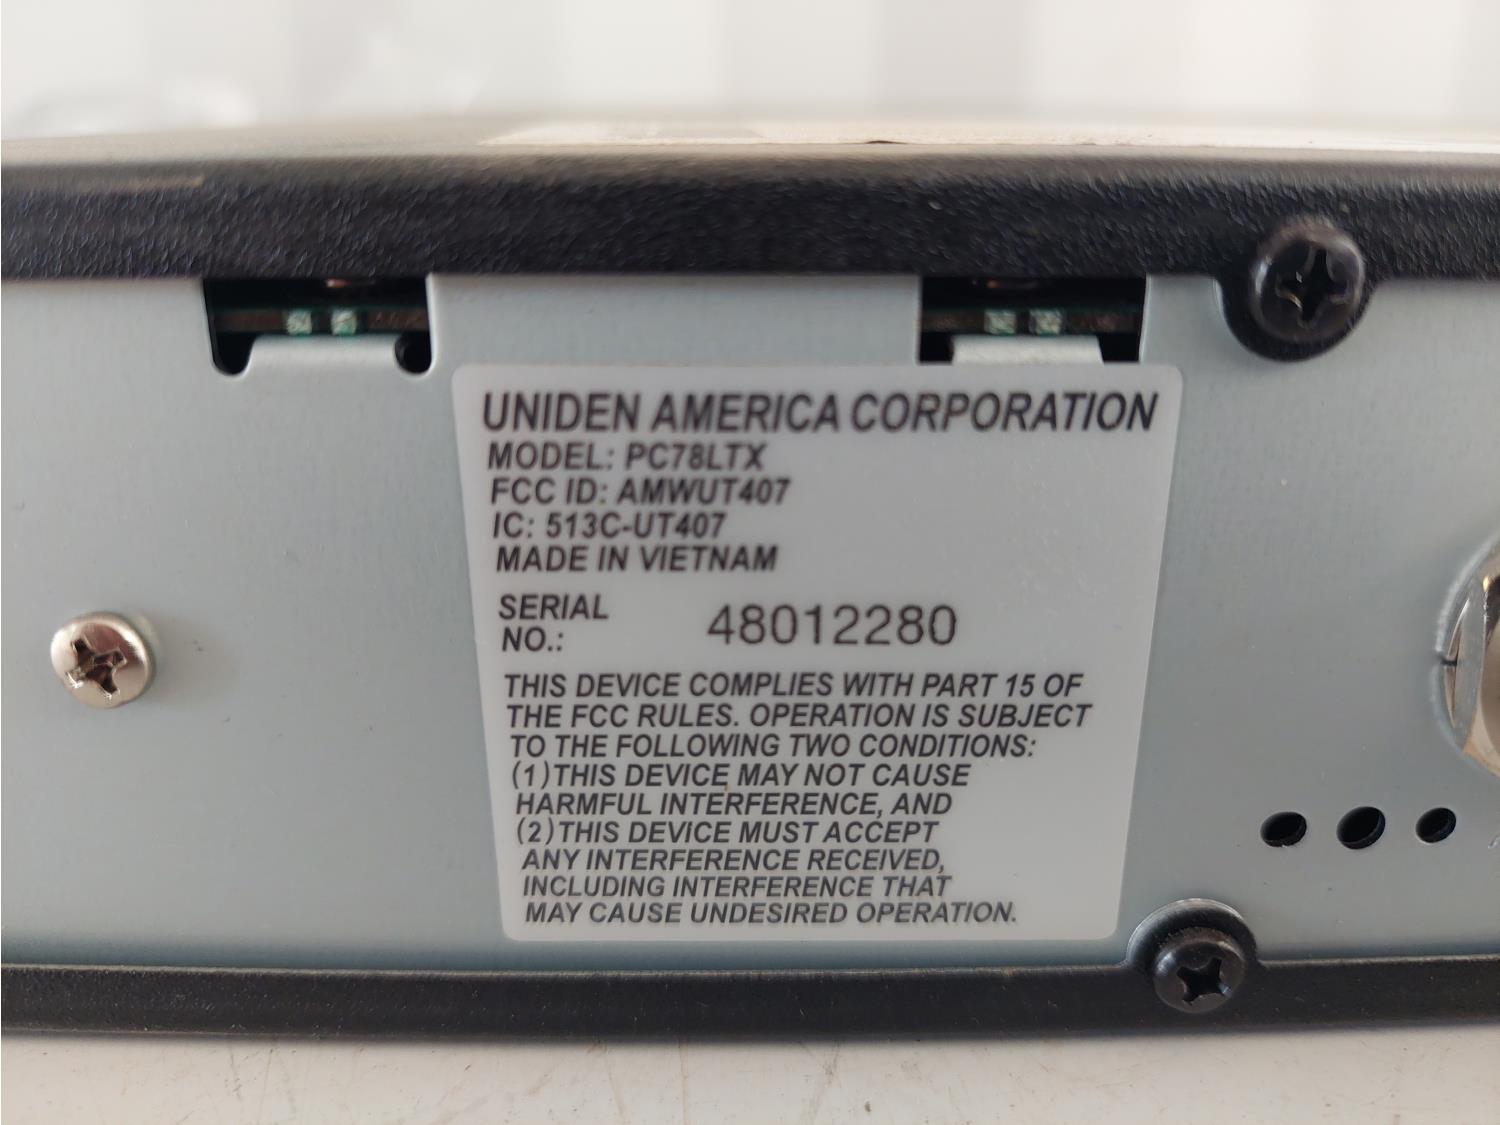 UNIDEN AMERICA CORPORATION
MODEL: PC78LTX
FCC ID: AMWUT407
IC: 513C-UT407
MADE IN VIETNAM
SERIAL
NO.: 48012280
THIS DEVICE COMPLIES WITH PART 15 OF
THE FCC RULES. OPERATION IS SUBJECT
TO THE FOLLOWING TWO CONDITIONS:
(1) THIS DEVICE MAY NOT CAUSE
HARMFUL INTERFERENCE, AND
(2) THIS DEVICE MUST ACCEPT
ANY INTERFERENCE RECEIVED,
INCLUDING INTERFERENCE THAT
MAY CAUSE UNDESIRED OPERATION.